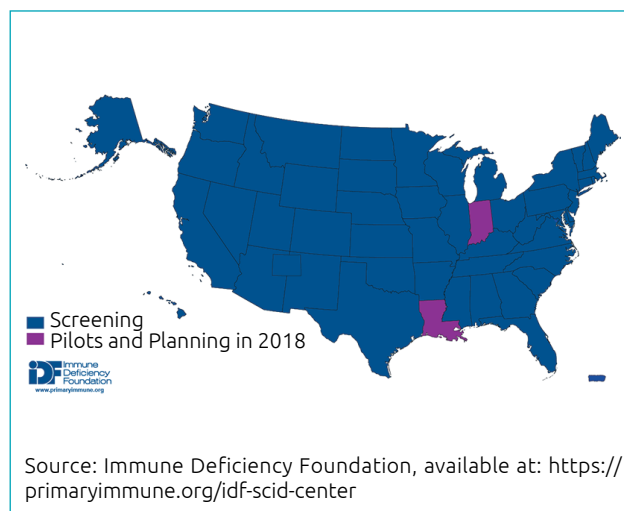 Screening
Pilots and Planning in 2018
iDF Immune
Deficiency
Foundation
www.primaryimmune.org
Source: Immune Deficiency Foundation, available at: https://
primaryimmune.org/idf-scid-center